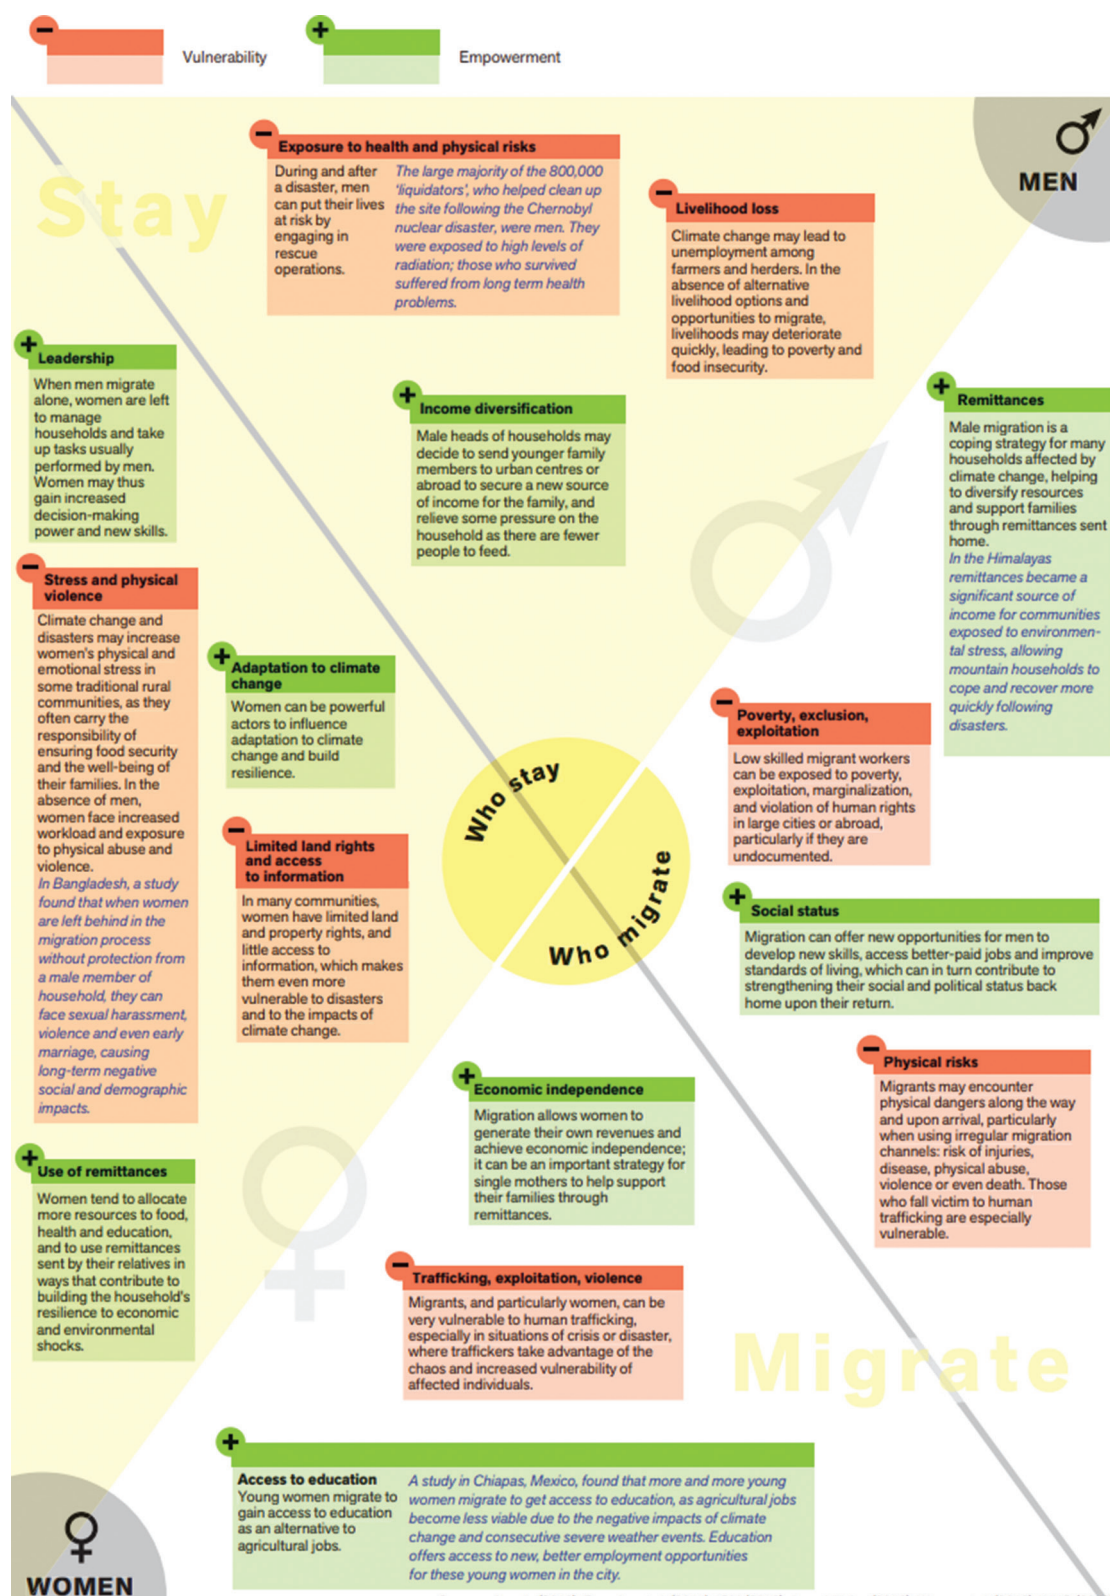 Vulnerability
Empowerment
Stay
MEN
Exposure to health and physical risks
During and after
a disaster, men
can put their lives
at risk by
engaging in
rescue
operations.
The large majority of the 800,000
'liquidators', who helped clean up
the site following the Chernobyl
nuclear disaster, were men. They
were exposed to high levels of
radiation; those who survived
suffered from long term health
problems.
Livelihood loss
Climate change may lead to
unemployment among
farmers and herders. In the
absence of alternative
livelihood options and
opportunities to migrate,
livelihoods may deteriorate
quickly, leading to poverty and
food insecurity.
Leadership
When men migrate
alone, women are left
to manage
households and take
up tasks usually
performed by men.
Women may thus
gain increased
decision-making
power and new skills.
Income diversification
Male heads of households may
decide to send younger family
members to urban centres or
abroad to secure a new source
of income for the family, and
relieve some pressure on the
household as there are fewer
people to feed.
Remittances
Male migration is a
coping strategy for many
households affected by
climate change, helping
to diversify resources
and support families
through remittances sent
home.
In the Himalayas
remittances became a
significant source of
income for communities
exposed to environmen-
tal stress, allowing
mountain households to
cope and recover more
quickly following
disasters.
Stress and physical
violence
Climate change and
disasters may increase
women's physical and
emotional stress in
some traditional rural
communities, as they
often carry the
responsibility of
ensuring food security
and the well-being of
their families. In the
absence of men,
women face increased
workload and exposure
to physical abuse and
violence.
In Bangladesh, a study
found that when women
are left behind in the
migration process
without protection from
a male member of
household, they can
face sexual harassment,
violence and even early
marriage, causing
long-term negative
social and demographic
impacts.
Adaptation to climate
change
Women can be powerful
actors to influence
adaptation to climate
change and build
resilience.
Poverty, exclusion,
exploitation
Low skilled migrant workers
can be exposed to poverty,
exploitation, marginalization,
and violation of human rights
in large cities or abroad,
particularly if they are
undocumented.
Who stay
Who migrate
Limited land rights
and access
to information
In many communities,
women have limited land
and property rights, and
little access to
information, which makes
them even more
vulnerable to disasters
and to the impacts of
climate change.
Social status
Migration can offer new opportunities for men to
develop new skills, access better-paid jobs and improve
standards of living, which can in turn contribute to
strengthening their social and political status back
home upon their return.
Physical risks
Migrants may encounter
physical dangers along the way
and upon arrival, particularly
when using irregular migration
channels: risk of injuries,
disease, physical abuse,
violence or even death. Those
who fall victim to human
trafficking are especially
vulnerable.
Economic independence
Migration allows women to
generate their own revenues and
achieve economic independence;
it can be an important strategy for
single mothers to help support
their families through
remittances.
Use of remittances
Women tend to allocate
more resources to food,
health and education,
and to use remittances
sent by their relatives in
ways that contribute to
building the household's
resilience to economic
and environmental
shocks.
Trafficking, exploitation, violence
Migrants, and particularly women, can be
very vulnerable to human trafficking,
especially in situations of crisis or disaster,
where traffickers take advantage of the
chaos and increased vulnerability of
affected individuals.
Migrate
Access to education
Young women migrate to
gain access to education
as an alternative to
agricultural jobs.
A study in Chiapas, Mexico, found that more and more young
women migrate to get access to education, as agricultural jobs
become less viable due to the negative impacts of climate
change and consecutive severe weather events. Education
offers access to new, better employment opportunities
for these young women in the city.
WOMEN